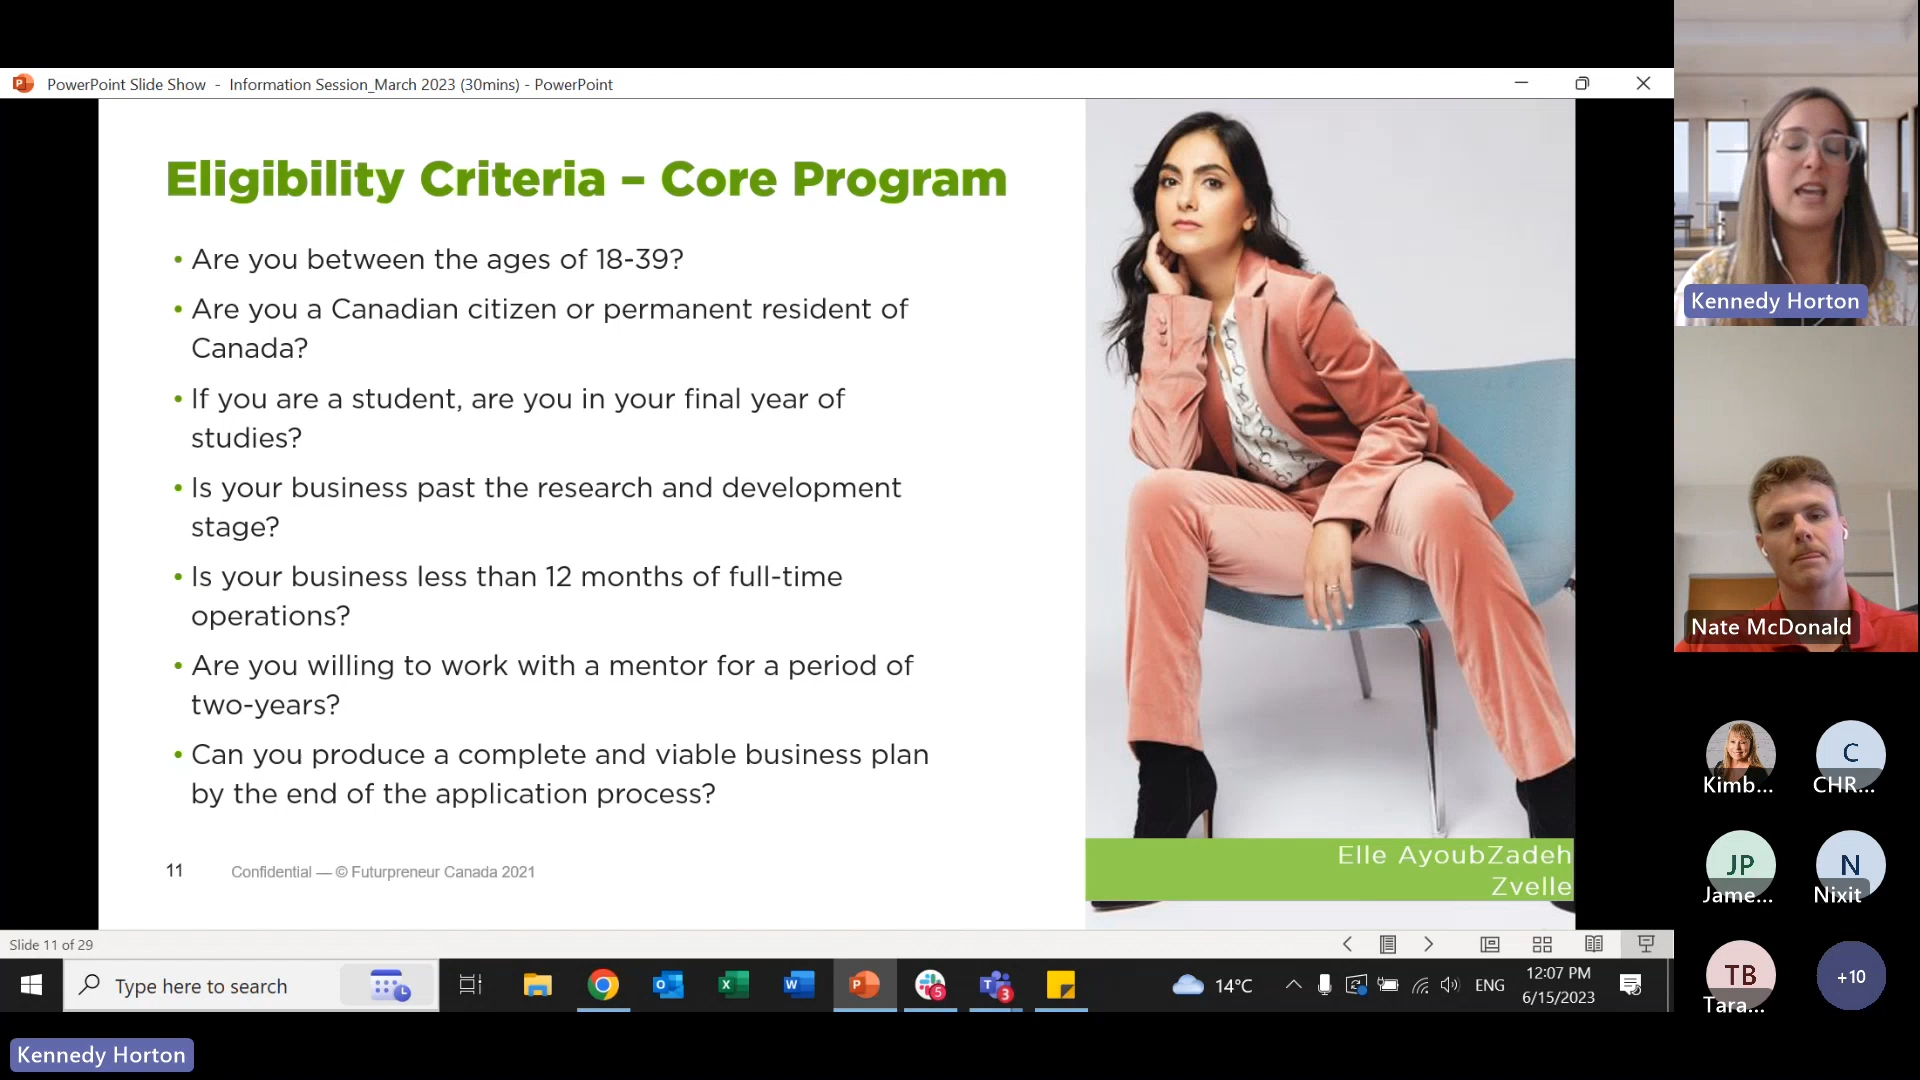 PowerPoint Slide Show - Information Session_March 2023 (30mins) - PowerPoint
Eligibility Criteria – Core Program
• Are you between the ages of 18-39?
• Are you a Canadian citizen or permanent resident of
Canada?
• If you are a student, are you in your final year of
studies?
• Is your business past the research and development
stage?
• Is your business less than 12 months of full-time
operations?
• Are you willing to work with a mentor for a period of
two-years?
• Can you produce a complete and viable business plan
by the end of the application process?
11
Confidential — © Futurpreneur Canada 2021
Elle AyoubZadeh
Zvelle
Slide 11 of 29
Type here to search
14°C
ENG
12:07 PM
6/15/2023
5
3
Kennedy Horton
Nate McDonald
Kimb...
C
CHR...
JP
Jame...
N
Nixit
TB
Tara...
+10
Kennedy Horton